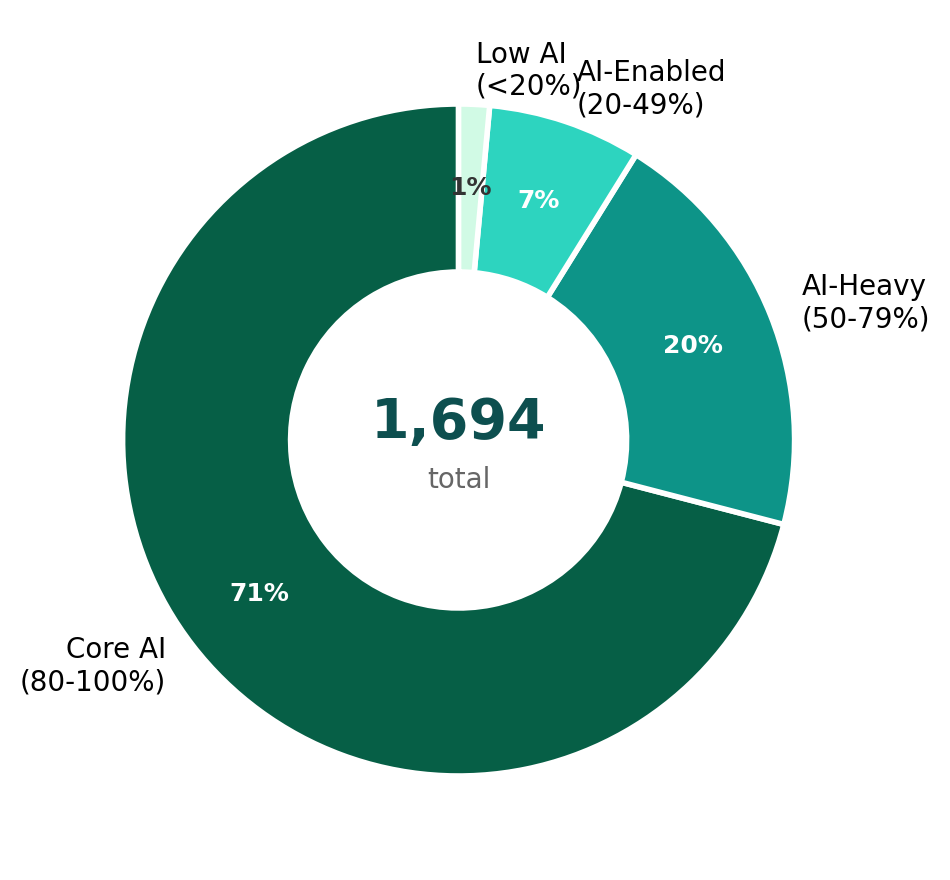 Low AI
(<20%)
AI-Enabled
(20-49%)
1%
7%
AI-Heavy
(50-79%)
20%
1,694
total
71%
Core AI
(80-100%)